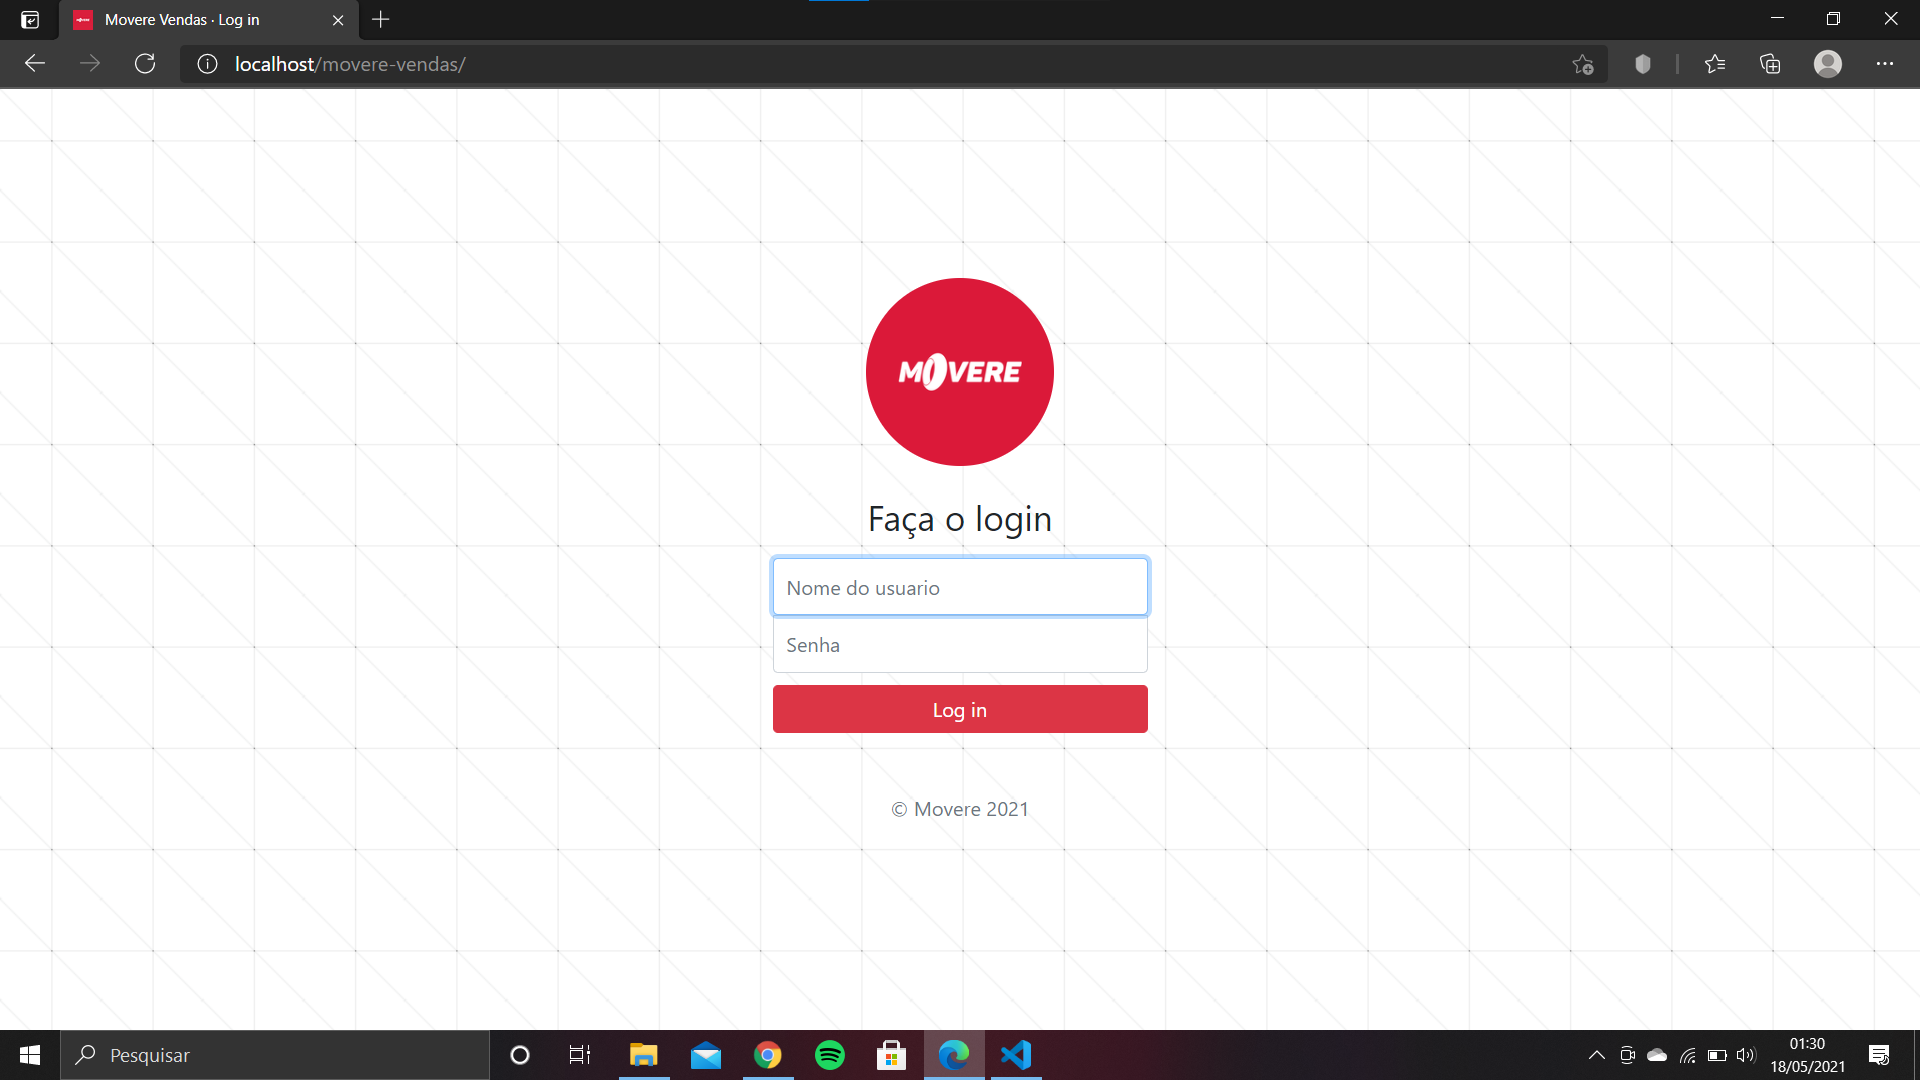 Movere Vendas · Log in
localhost/movere-vendas/
MOVERE
Faça o login
Nome do usuario
Senha
Log in
© Movere 2021
Pesquisar
01:30
18/05/2021